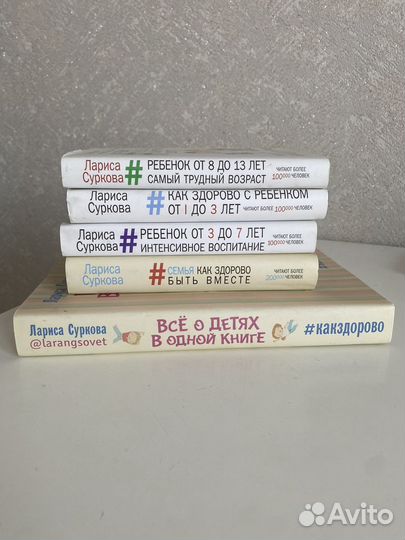 Лариса
Суркова
#
РЕБЕНОК ОТ 8 ДО 13 ЛЕТ
САМЫЙ ТРУДНЫЙ ВОЗРАСТ
ЧИТАЮТ БОЛЕЕ
100000 ЧЕЛОВЕК
Лариса
Суркова
#
КАК ЗДОРОВО С РЕБЕНКОМ
ОТ 1 ДО 3 ЛЕТ
ЧИТАЮТ БОЛЕЕ
100000 ЧЕЛОВЕК
Лариса
Суркова
#
РЕБЕНОК ОТ 3 ДО 7 ЛЕТ
ИНТЕНСИВНОЕ ВОСПИТАНИЕ
ЧИТАЮТ БОЛЕЕ
100000 ЧЕЛОВЕК
Лариса
Суркова
#
СЕМЬЯ КАК ЗДОРОВО
БЫТЬ ВМЕСТЕ
ЧИТАЮТ БОЛЕЕ
200000 ЧЕЛОВЕК
Лариса Суркова
@larangsovet
ВСЁ О ДЕТЯХ
В ОДНОЙ КНИГЕ
#КАКЗДОРОВО
Avito